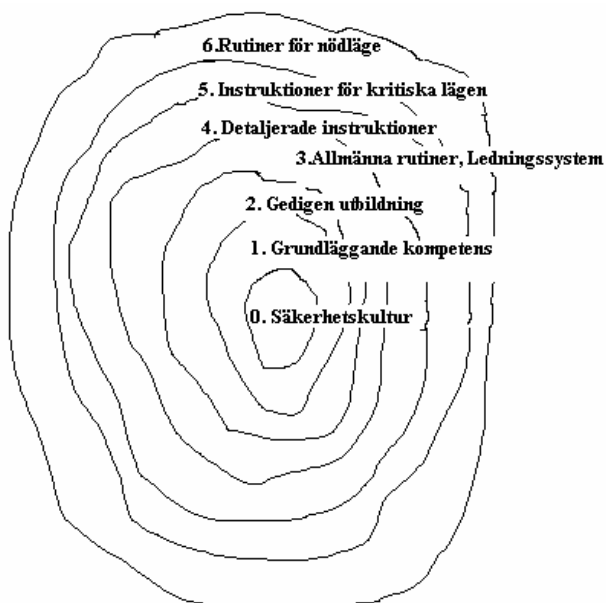 6.Rutiner för nödläge
5. Instruktioner för kritiska lägen
4. Detaljerade instruktioner
3.Allmänna rutiner, Ledningssystem
2. Gedigen utbildning
1. Grundläggande kompetens
0. Säkerhetskultur